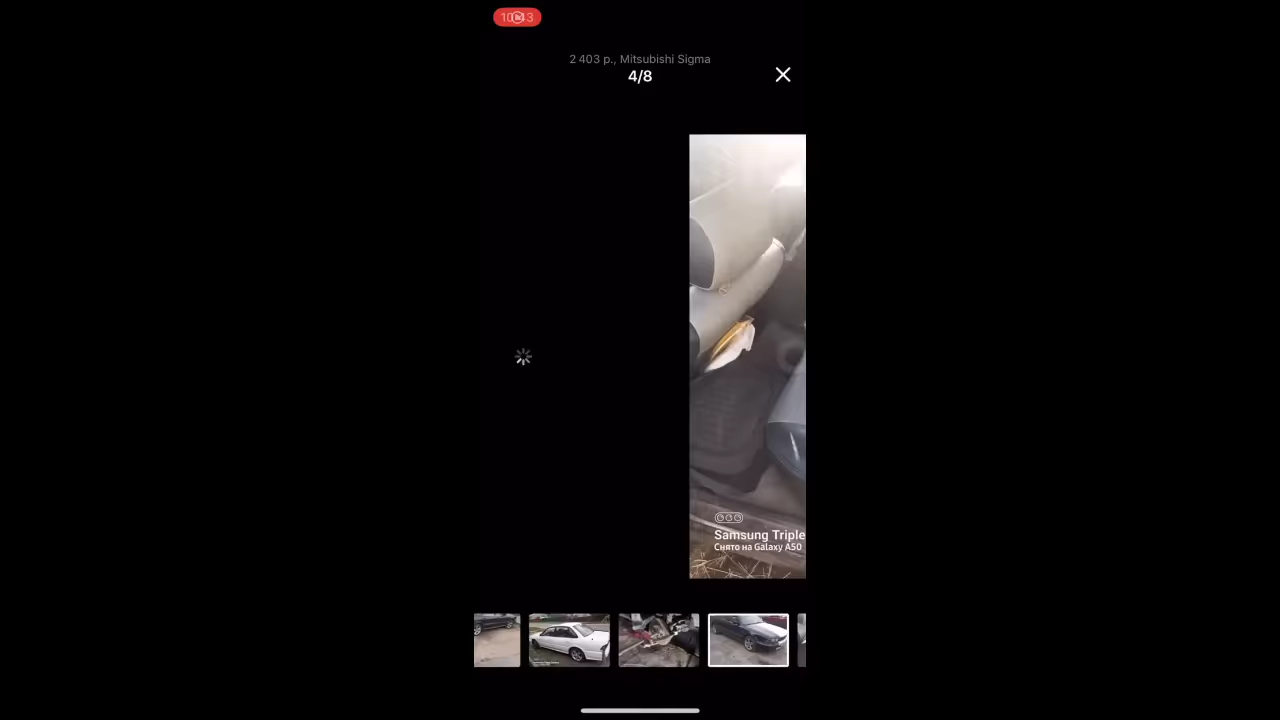 2 403 р., Mitsubishi Sigma
4/8
Samsung Triple
Снято на Galaxy A50